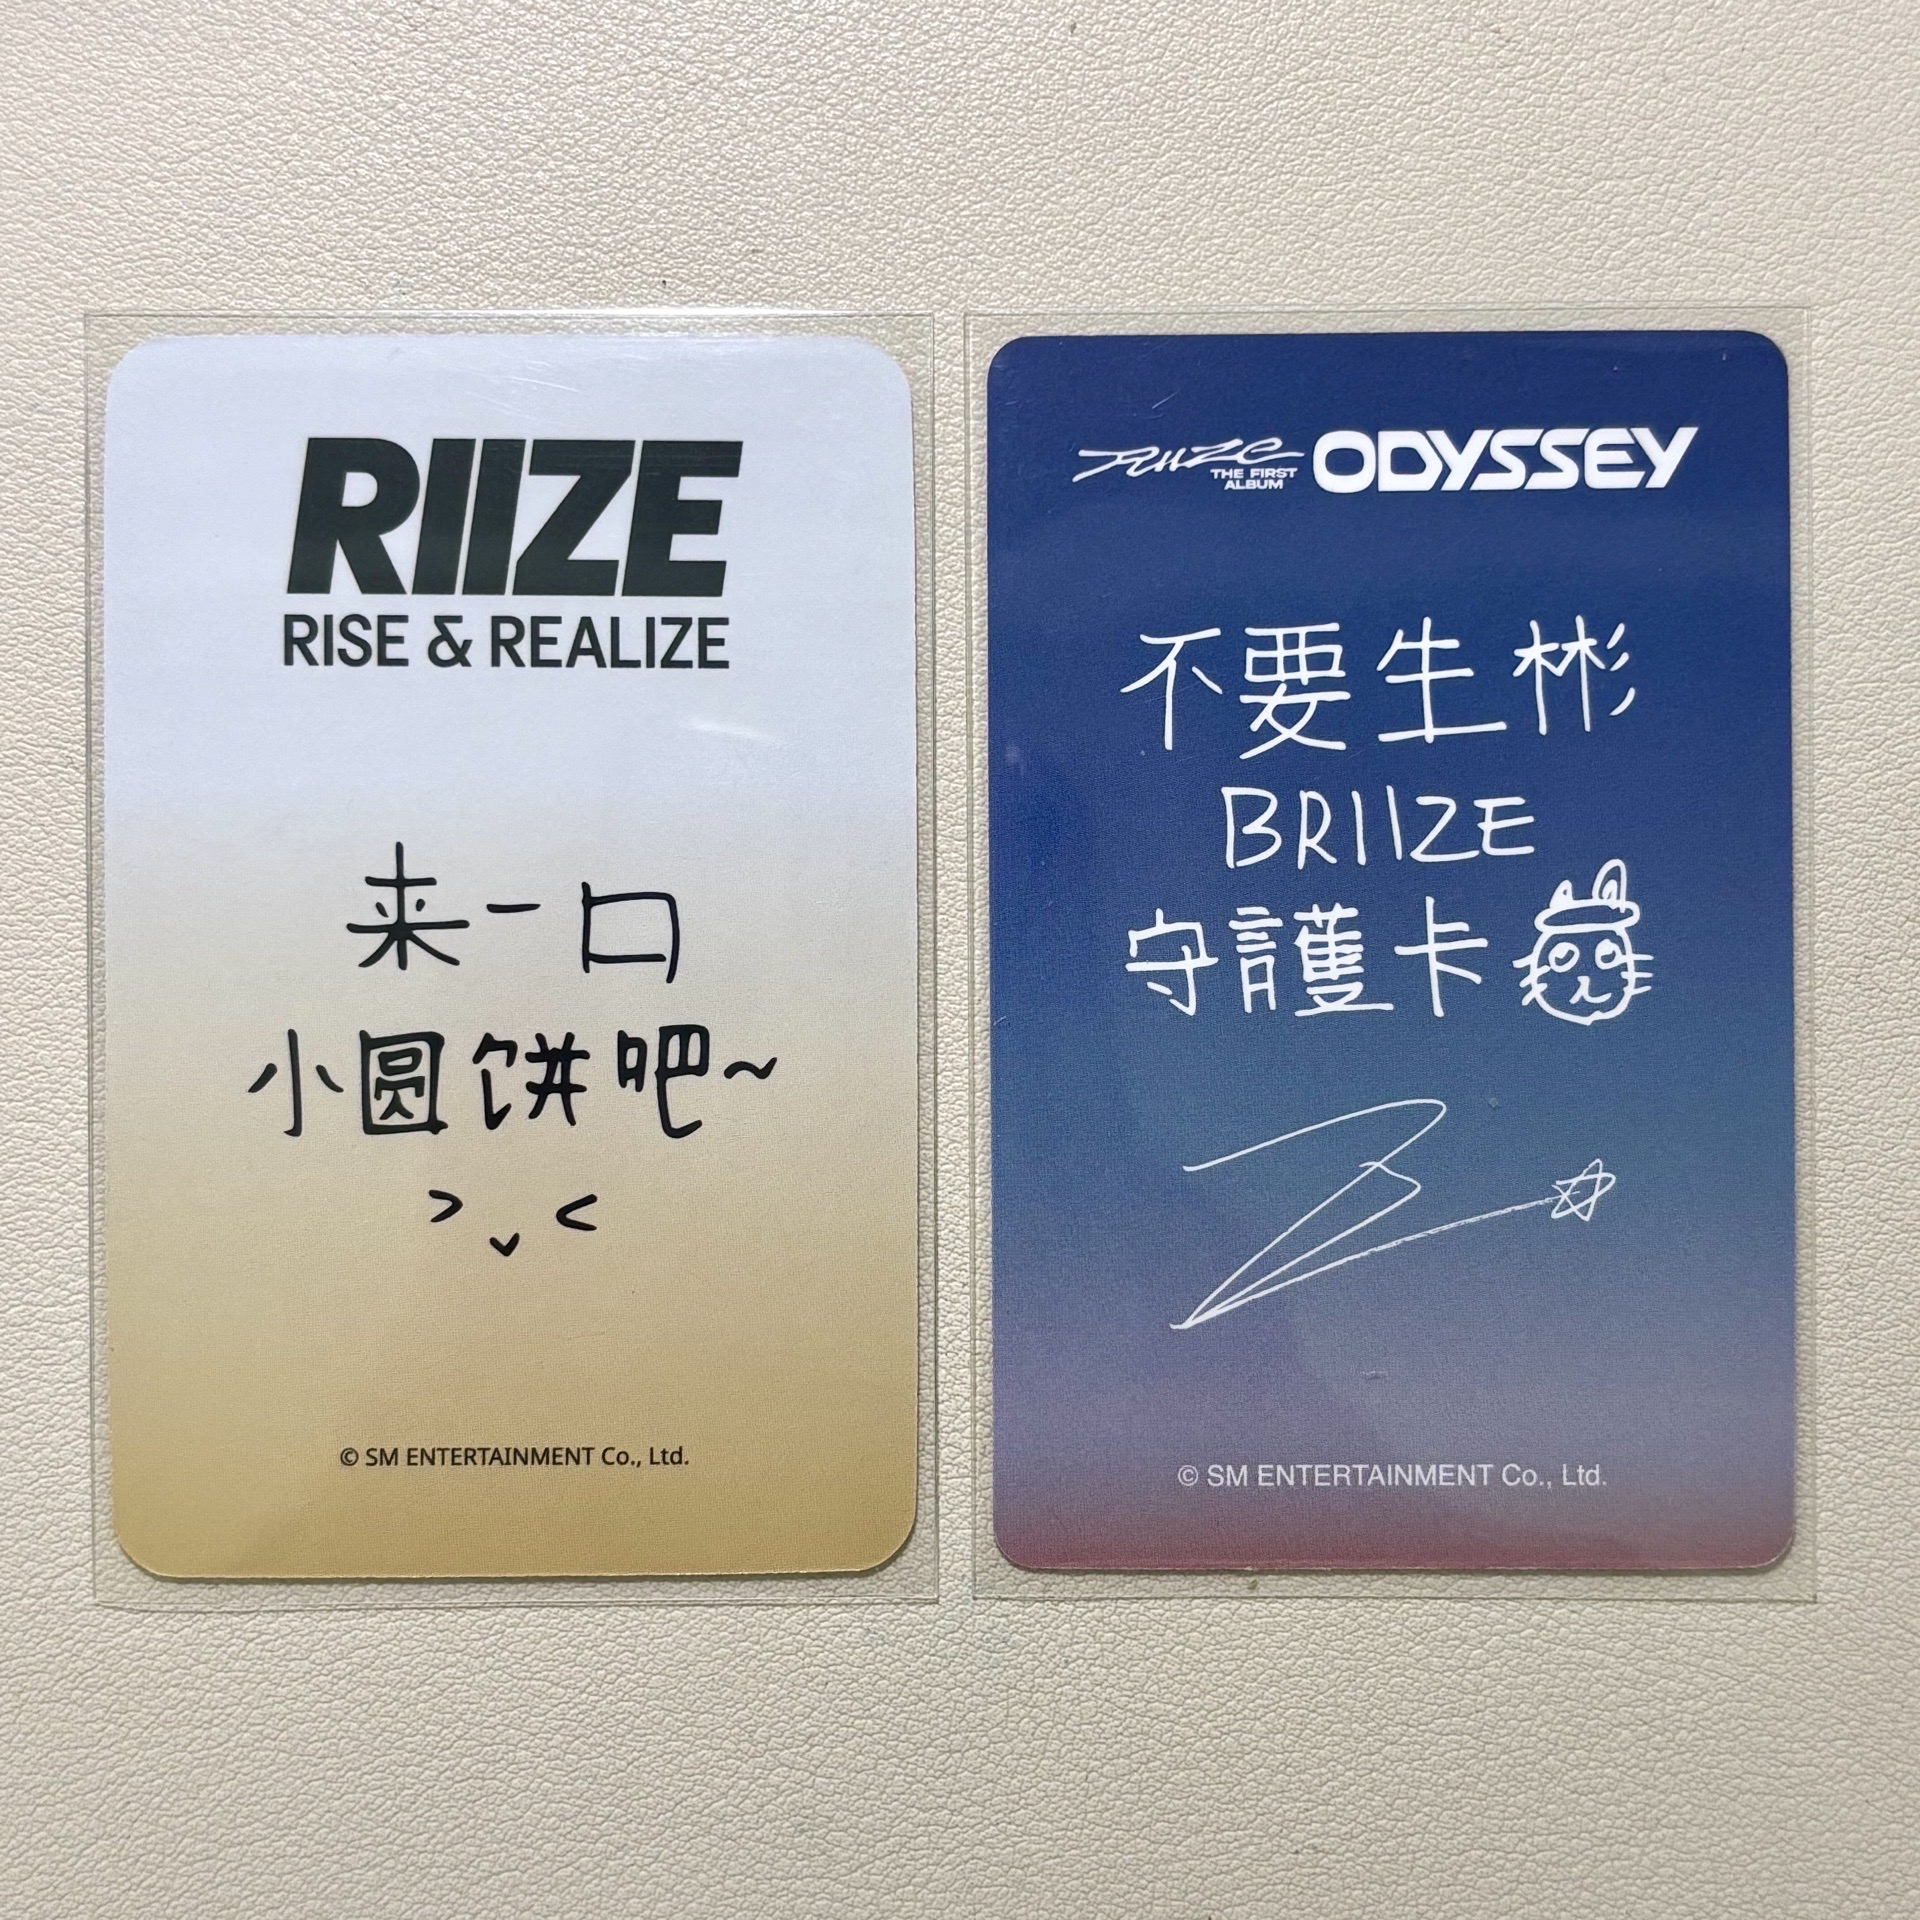 RIIZE
RISE & REALIZE
来一口
小圆饼吧~
© SM ENTERTAINMENT Co., Ltd.
RIIZE THE FIRST ALBUM ODYSSEY
不要生彬
BRIIZE
守護卡
© SM ENTERTAINMENT Co., Ltd.